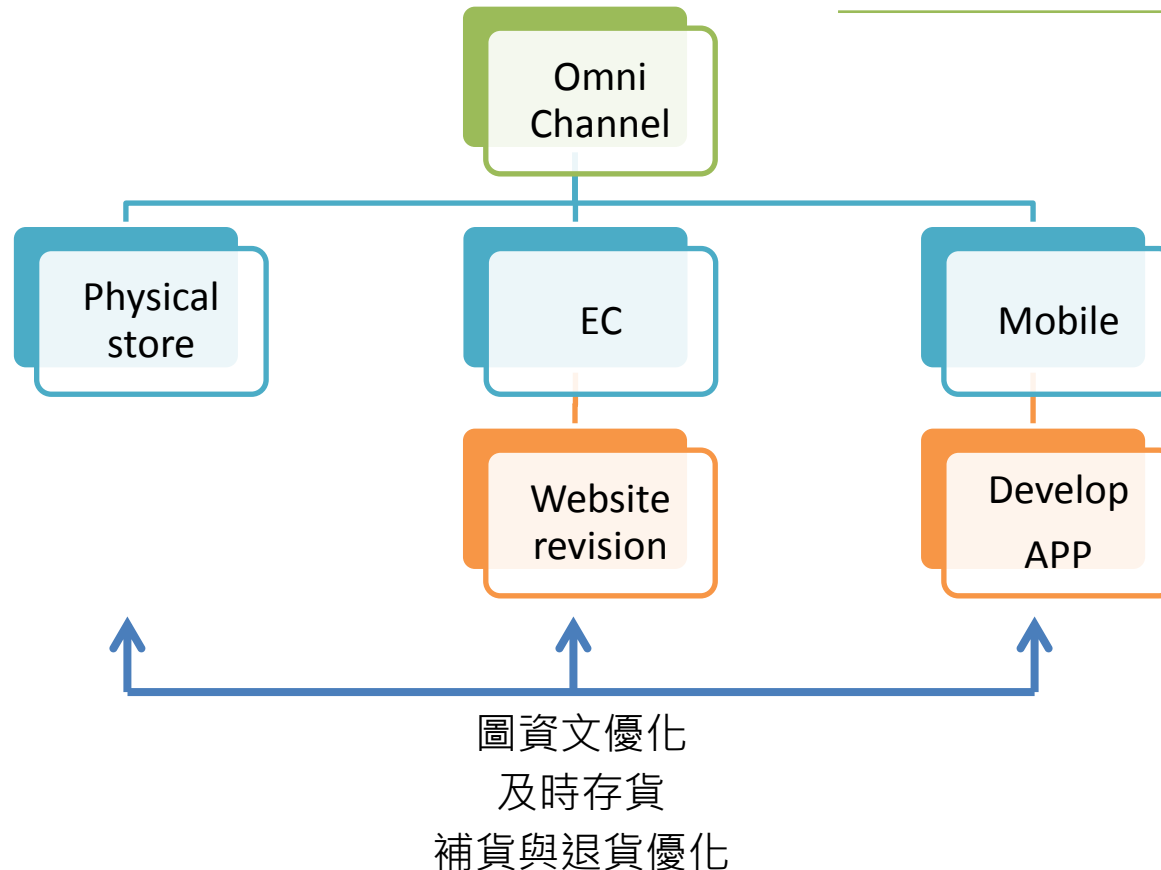 Omni
Channel
Physical
store
EC
Mobile
Website
revision
Develop
APP
圖資文優化
及時存貨
補貨與退貨優化